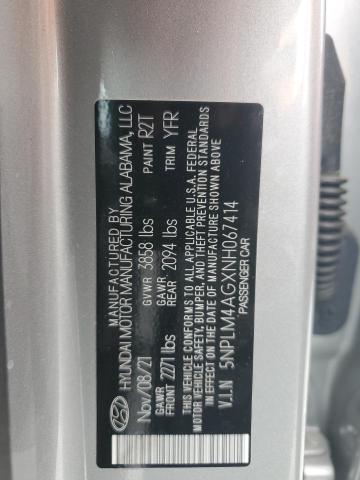 MANUFACTURED BY
HYUNDAI MOTOR MANUFACTURING ALABAMA, LLC
Nov/08/21 GVWR 3858 lbs PAINT R2T
GAWR FRONT 2271 lbs GAWR REAR 2094 lbs TRIM YFR
THIS VEHICLE CONFORMS TO ALL APPLICABLE U.S.A. FEDERAL
MOTOR VEHICLE SAFETY, BUMPER, AND THEFT PREVENTION STANDARDS
IN EFFECT ON THE DATE OF MANUFACTURE SHOWN ABOVE
V.I.N 5NPLM4AGXNH067414
PASSENGER CAR